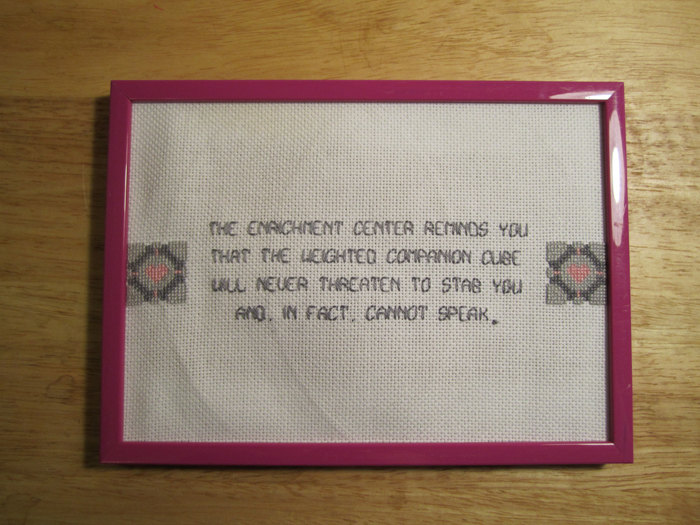 THE ENRICHMENT CENTER REMINDS YOU
THAT THE WEIGHTED COMPANION CUBE
WILL NEVER THREATEN TO STAB YOU
AND, IN FACT, CANNOT SPEAK.